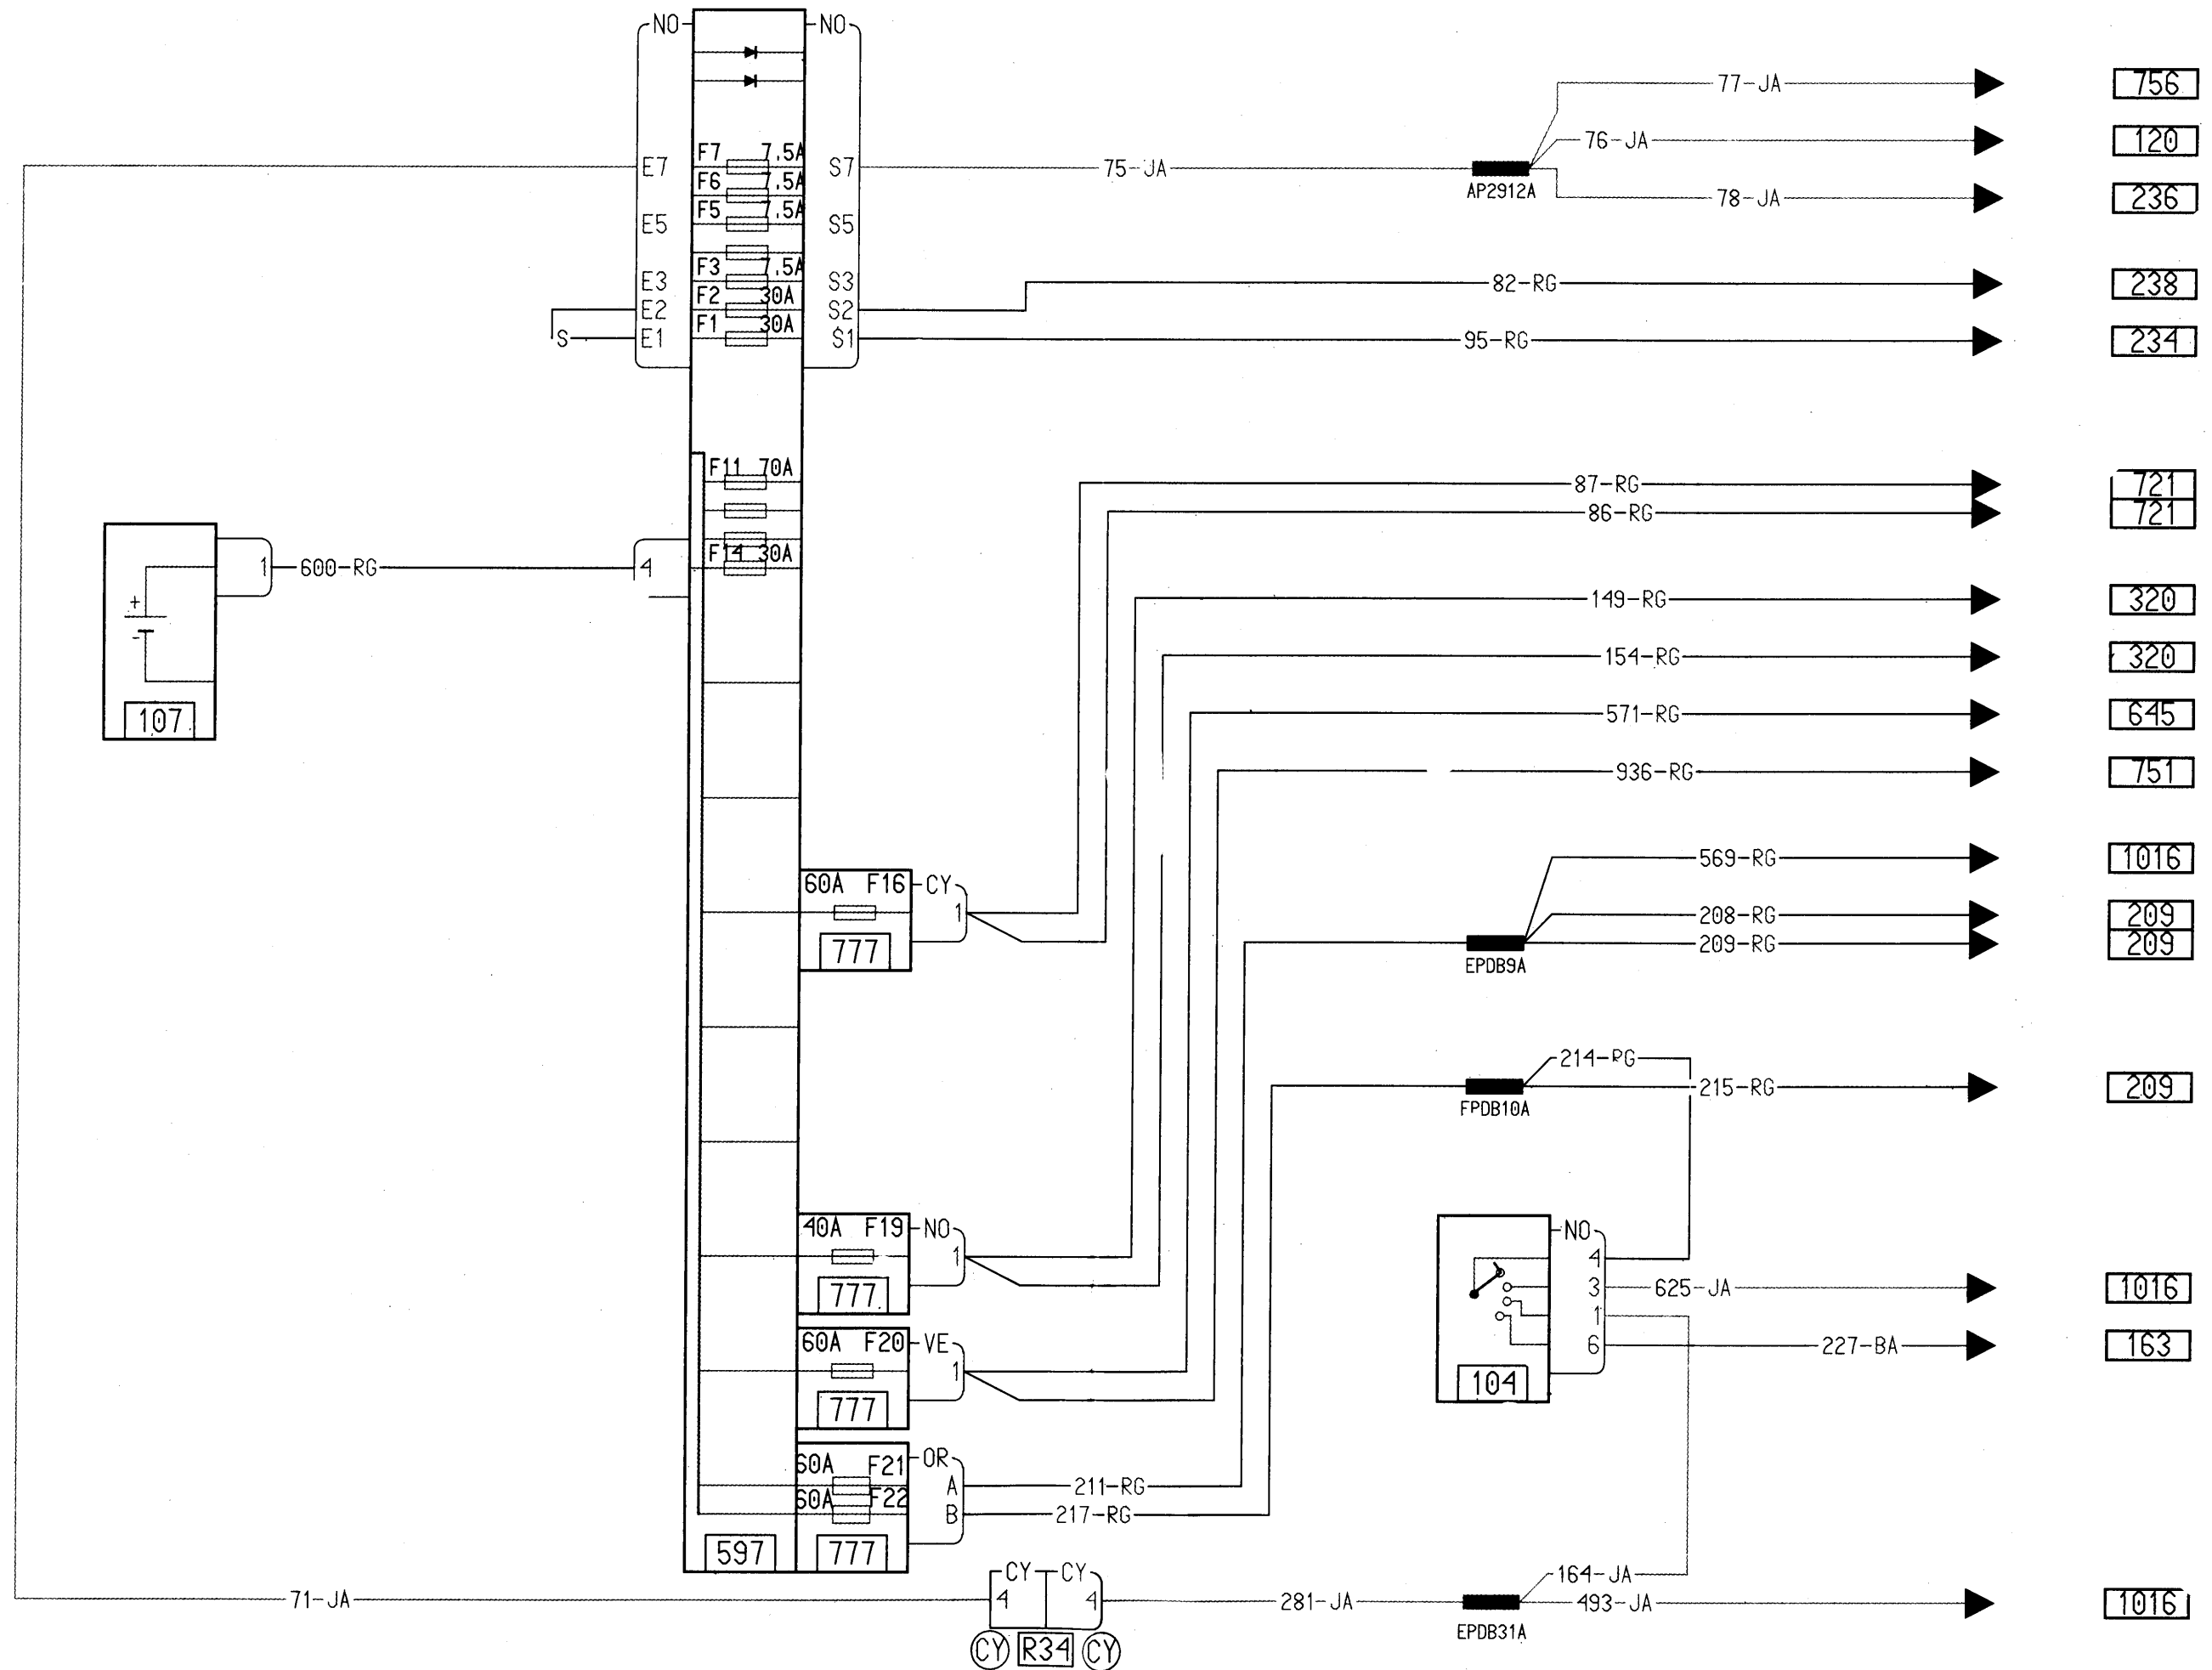 NO NO
77-JA 756
76-JA 120
E7 F7 7.5A S7 75-JA AP2912A
F6 7.5A
78-JA 236
E5 F5 7.5A S5
E3 F3 7.5A S3 82-RG 238
E2 F2 30A S2
S E1 F1 30A S1 95-RG 234
F11 70A
87-RG 721
86-RG 721
1 600-RG 4 F14 30A
+
-
107
149-RG 320
154-RG 320
571-RG 645
936-RG 751
569-RG 1016
60A F16 CY
1
777
208-RG 209
209-RG 209
EPDB9A
214-RG
215-RG 209
FPDB10A
40A F19 NO
1
777
NO
4
3 625-JA 1016
1
6 227-BA 163
104
60A F20 VE
1
777
60A F21 OR
A 211-RG
60A F22
B 217-RG
597 777
164-JA
71-JA CY CY
4 4 281-JA 493-JA 1016
EPDB31A
CY R34 CY